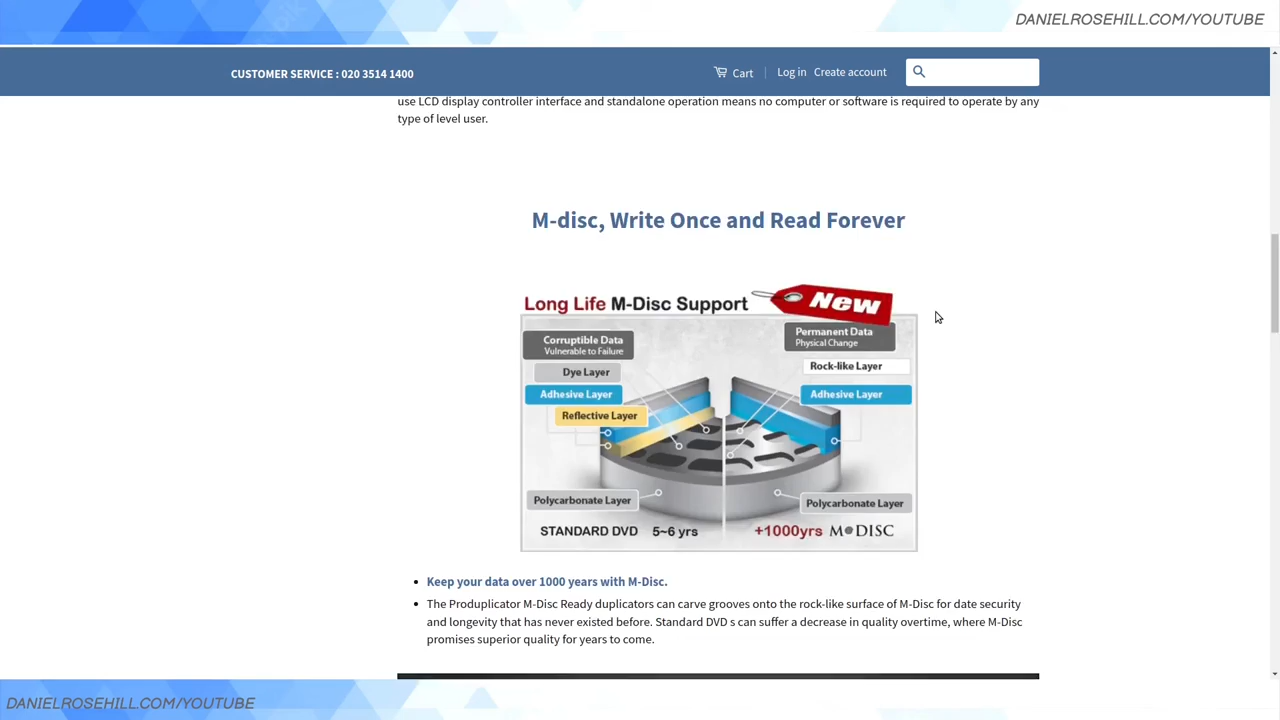 DANIELROSEHILL.COM/YOUTUBE
CUSTOMER SERVICE : 020 3514 1400
Cart
Log in
Create account
use LCD display controller interface and standalone operation means no computer or software is required to operate by any
type of level user.
M-disc, Write Once and Read Forever
Long Life M-Disc Support
New
Corruptible Data
Vulnerable to Failure
Dye Layer
Adhesive Layer
Reflective Layer
Polycarbonate Layer
STANDARD DVD 5~6 yrs
Permanent Data
Physical Change
Rock-like Layer
Adhesive Layer
Polycarbonate Layer
+1000yrs M DISC
• Keep your data over 1000 years with M-Disc.
• The Produplicator M-Disc Ready duplicators can carve grooves onto the rock-like surface of M-Disc for date security
and longevity that has never existed before. Standard DVD s can suffer a decrease in quality overtime, where M-Disc
promises superior quality for years to come.
DANIELROSEHILL.COM/YOUTUBE